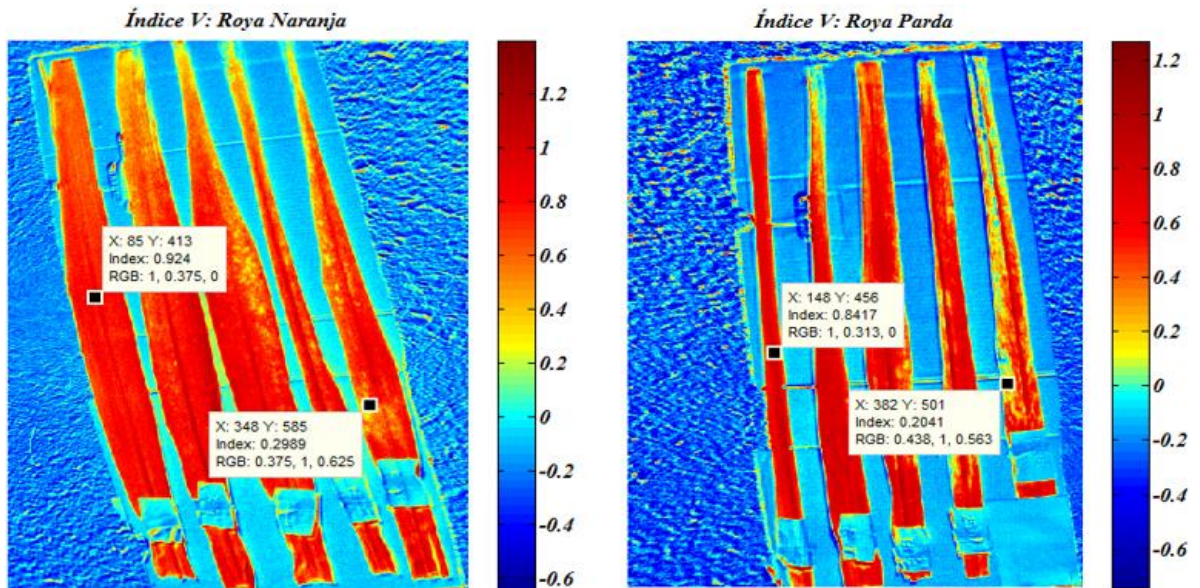 Índice V: Roya Naranja
X: 85 Y: 413
Index: 0.924
RGB: 1, 0.375, 0
X: 348 Y: 585
Index: 0.2989
RGB: 0.375, 1, 0.625
1.2
1
0.8
0.6
0.4
0.2
0
-0.2
-0.4
-0.6
Índice V: Roya Parda
X: 148 Y: 456
Index: 0.8417
RGB: 1, 0.313, 0
X: 382 Y: 501
Index: 0.2041
RGB: 0.438, 1, 0.563
1.2
1
0.8
0.6
0.4
0.2
0
-0.2
-0.4
-0.6